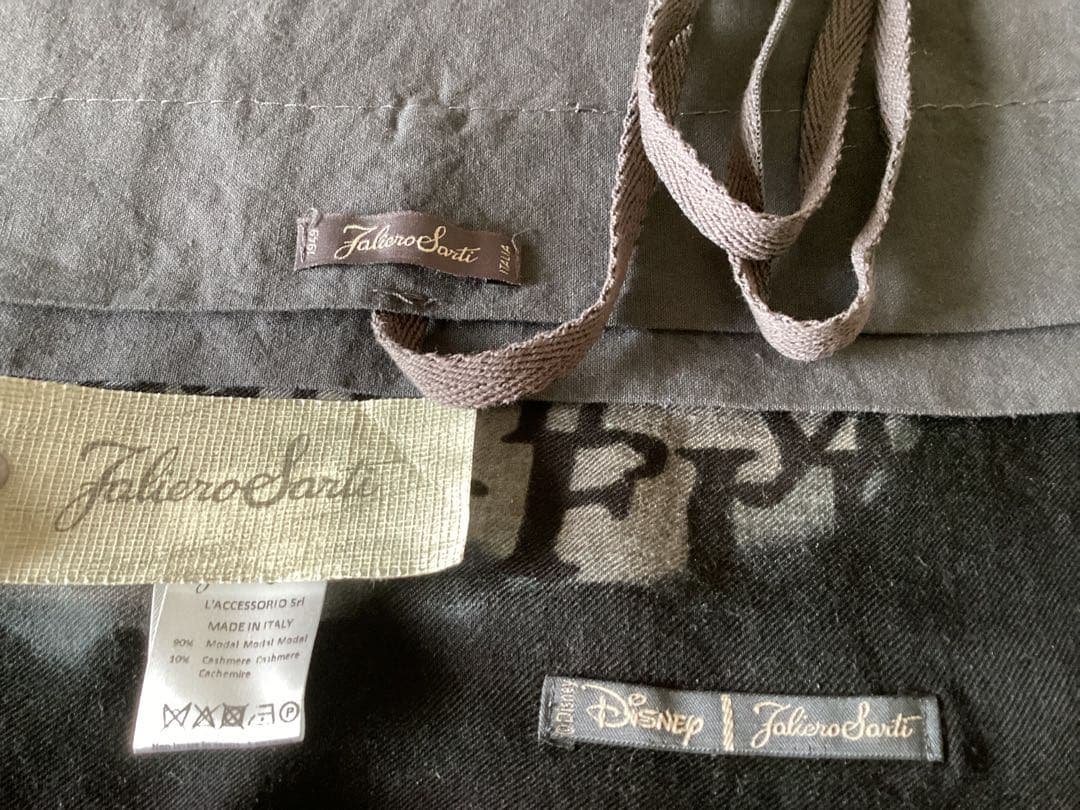 1949 Faliero Sarti ITALIA
Faliero Sarti
L'ACCESSORIO Srl
MADE IN ITALY
90% Modal Modal Modal
10% Cashmere Cashmere
Cachemire
P
©Disney DISNEY | Faliero Sarti